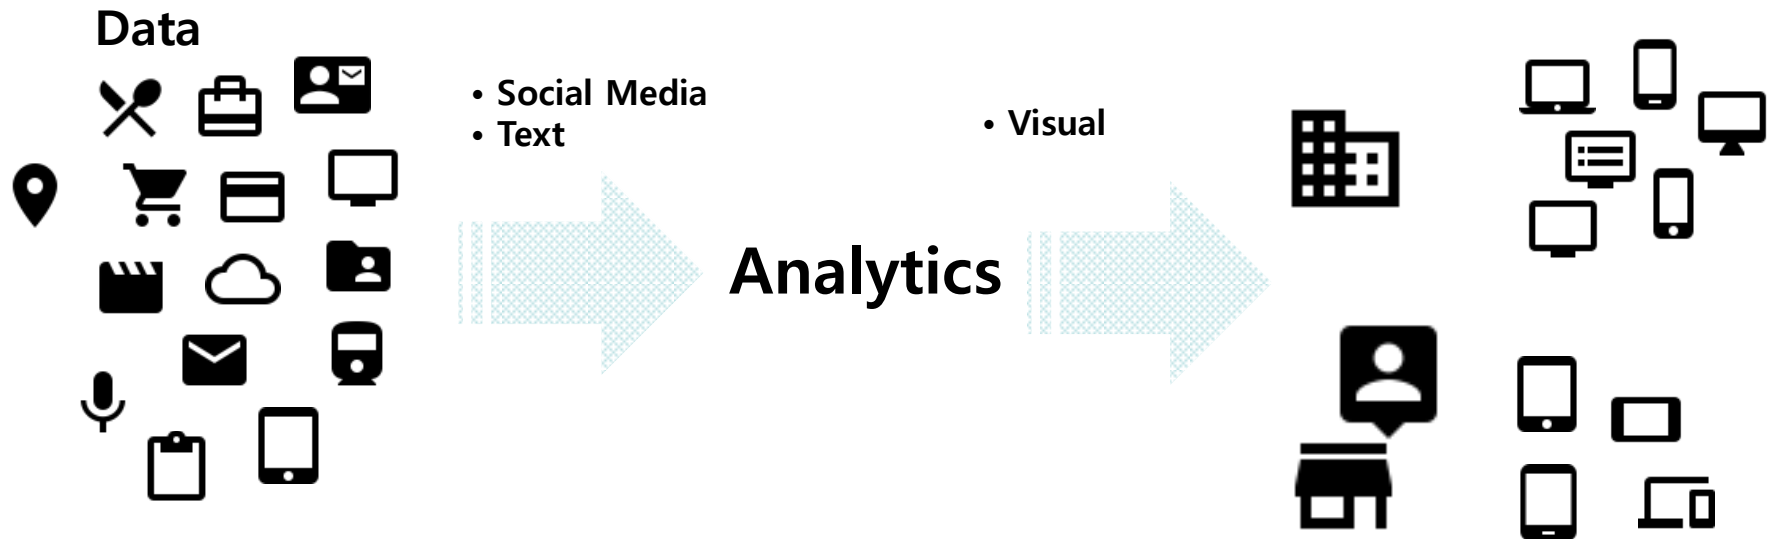 Data
• Social Media
• Text
• Visual
Analytics